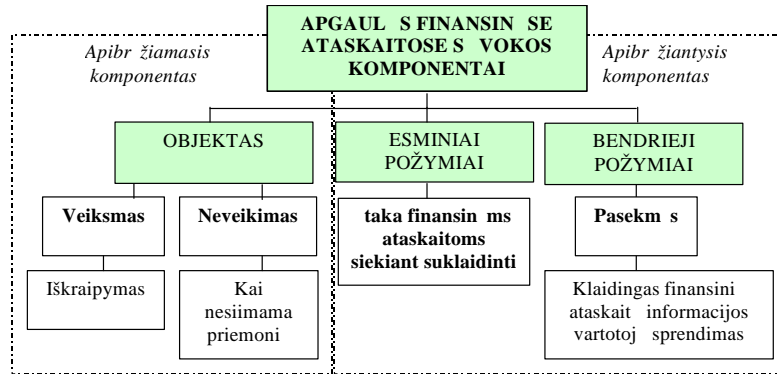 APGAUL S FINANSIN SE
ATASKAITOSE S VOKOS
KOMPONENTAI
Apibr žiamasis
komponentas
Apibr žiantysis
komponentas
OBJEKTAS
ESMINIAI
POŽYMIAI
BENDRIEJI
POŽYMIAI
Veiksmas
Neveikimas
taka finansin ms
ataskaitoms
siekiant suklaidinti
Pasekm s
Iškraipymas
Kai
nesiimama
priemoni
Klaidingas finansini
ataskait informacijos
vartotoj sprendimas